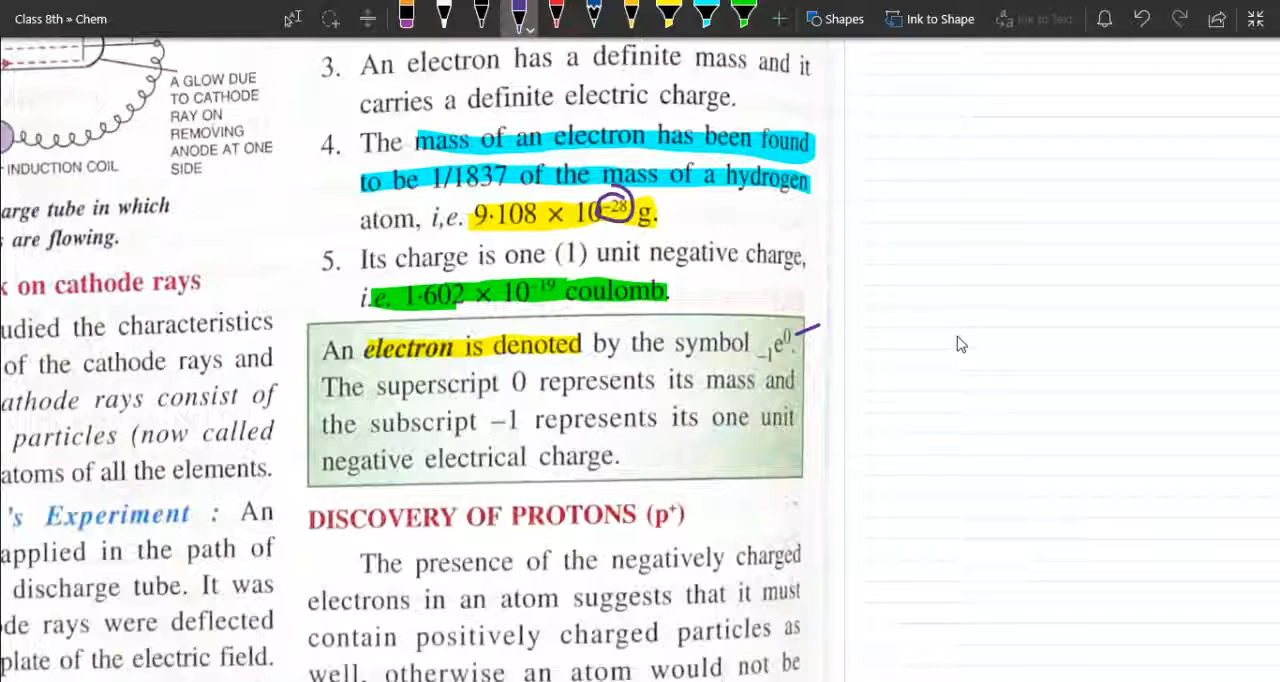 Class 8th » Chem
Shapes
Ink to Shape
Ink to Text
A GLOW DUE
TO CATHODE
RAY ON
REMOVING
ANODE AT ONE
SIDE
INDUCTION COIL
arge tube in which
are flowing.
on cathode rays
udied the characteristics
of the cathode rays and
athode rays consist of
particles (now called
atoms of all the elements.
's Experiment : An
applied in the path of
discharge tube. It was
de rays were deflected
plate of the electric field.
3. An electron has a definite mass and it
carries a definite electric charge.
4. The mass of an electron has been found
to be 1/1837 of the mass of a hydrogen
atom, i,e. 9·108 × 10⁻²⁸ g.
5. Its charge is one (1) unit negative charge,
i.e. 1·602 × 10⁻¹⁹ coulomb.
An electron is denoted by the symbol ₋₁e⁰.
The superscript 0 represents its mass and
the subscript −1 represents its one unit
negative electrical charge.
DISCOVERY OF PROTONS (p⁺)
The presence of the negatively charged
electrons in an atom suggests that it must
contain positively charged particles as
well, otherwise an atom would not be